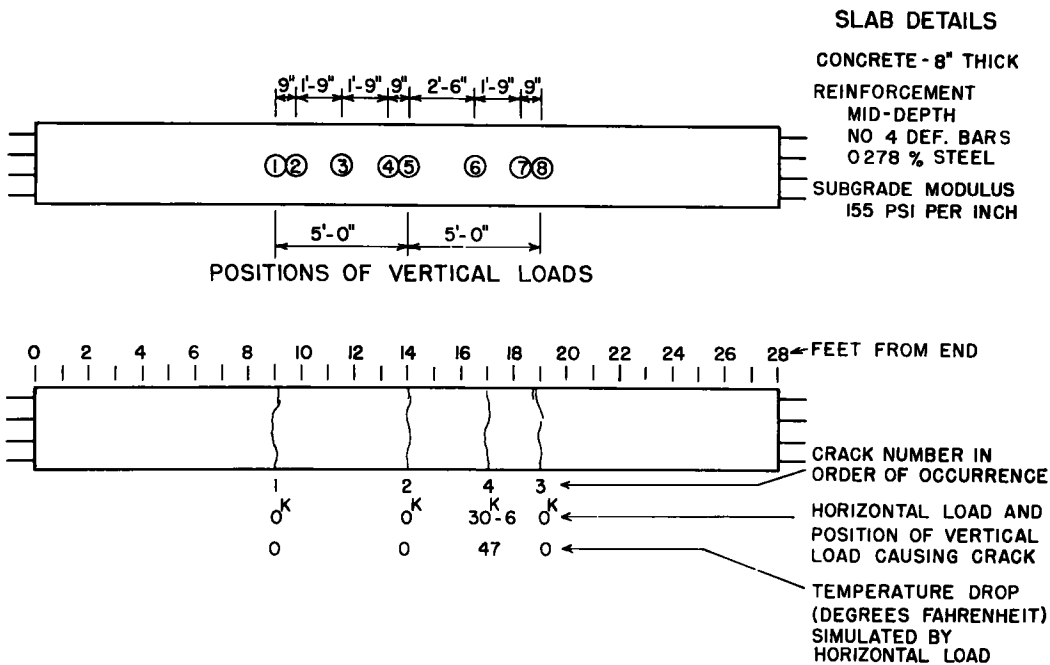 SLAB DETAILS
CONCRETE - 8" THICK
REINFORCEMENT
MID-DEPTH
NO 4 DEF. BARS
0 278 % STEEL
SUBGRADE MODULUS
155 PSI PER INCH
9" 1'-9" 1'-9" 9" 2'-6" 1'-9" 9"
1 2 3 4 5 6 7 8
5'-0" 5'-0"
POSITIONS OF VERTICAL LOADS
0 2 4 6 8 10 12 14 16 18 20 22 24 26 28 FEET FROM END
1 2 4 3
CRACK NUMBER IN
ORDER OF OCCURRENCE
0K 0K 30K-6 0K
HORIZONTAL LOAD AND
POSITION OF VERTICAL
LOAD CAUSING CRACK
0 0 47 0
TEMPERATURE DROP
(DEGREES FAHRENHEIT)
SIMULATED BY
HORIZONTAL LOAD